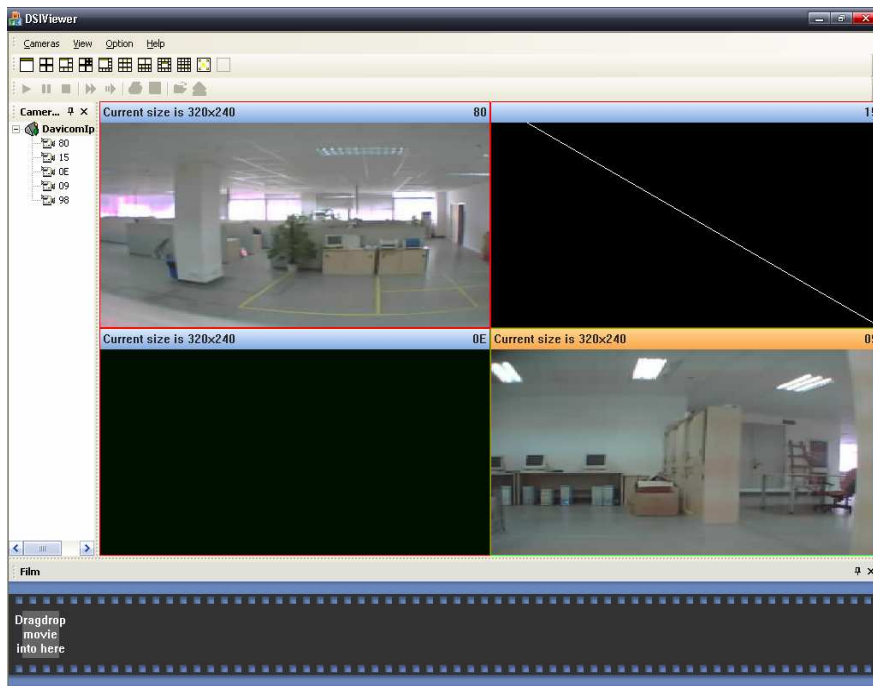 DSIViewer
Cameras View Option Help
Camer...
DavicomIp
80
15
0E
09
98
Current size is 320x240 80
Current size is 320x240 0E
Current size is 320x240
Film
Dragdrop
movie
into here